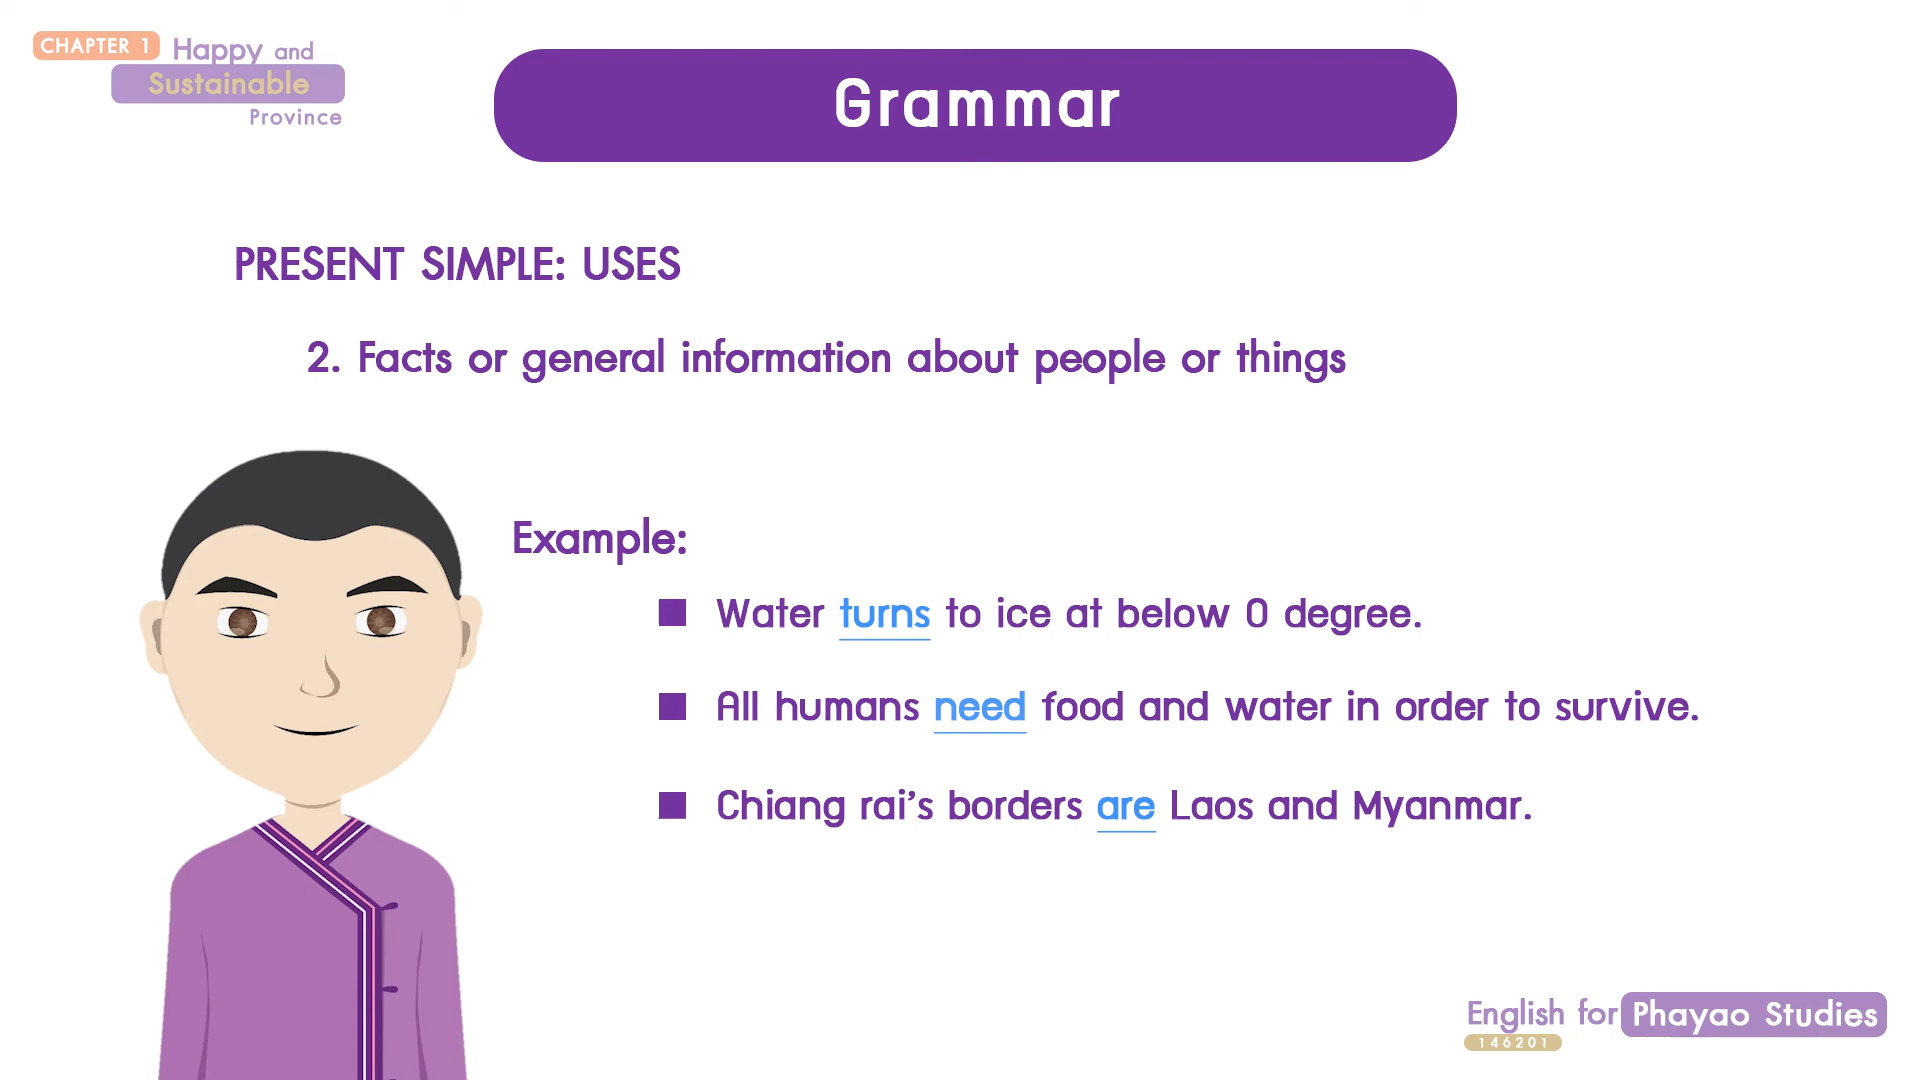 CHAPTER 1 Happy and
Sustainable
Province
Grammar
PRESENT SIMPLE: USES
2. Facts or general information about people or things
Example:
■ Water turns to ice at below 0 degree.
■ All humans need food and water in order to survive.
■ Chiang rai's borders are Laos and Myanmar.
English for Phayao Studies
146201